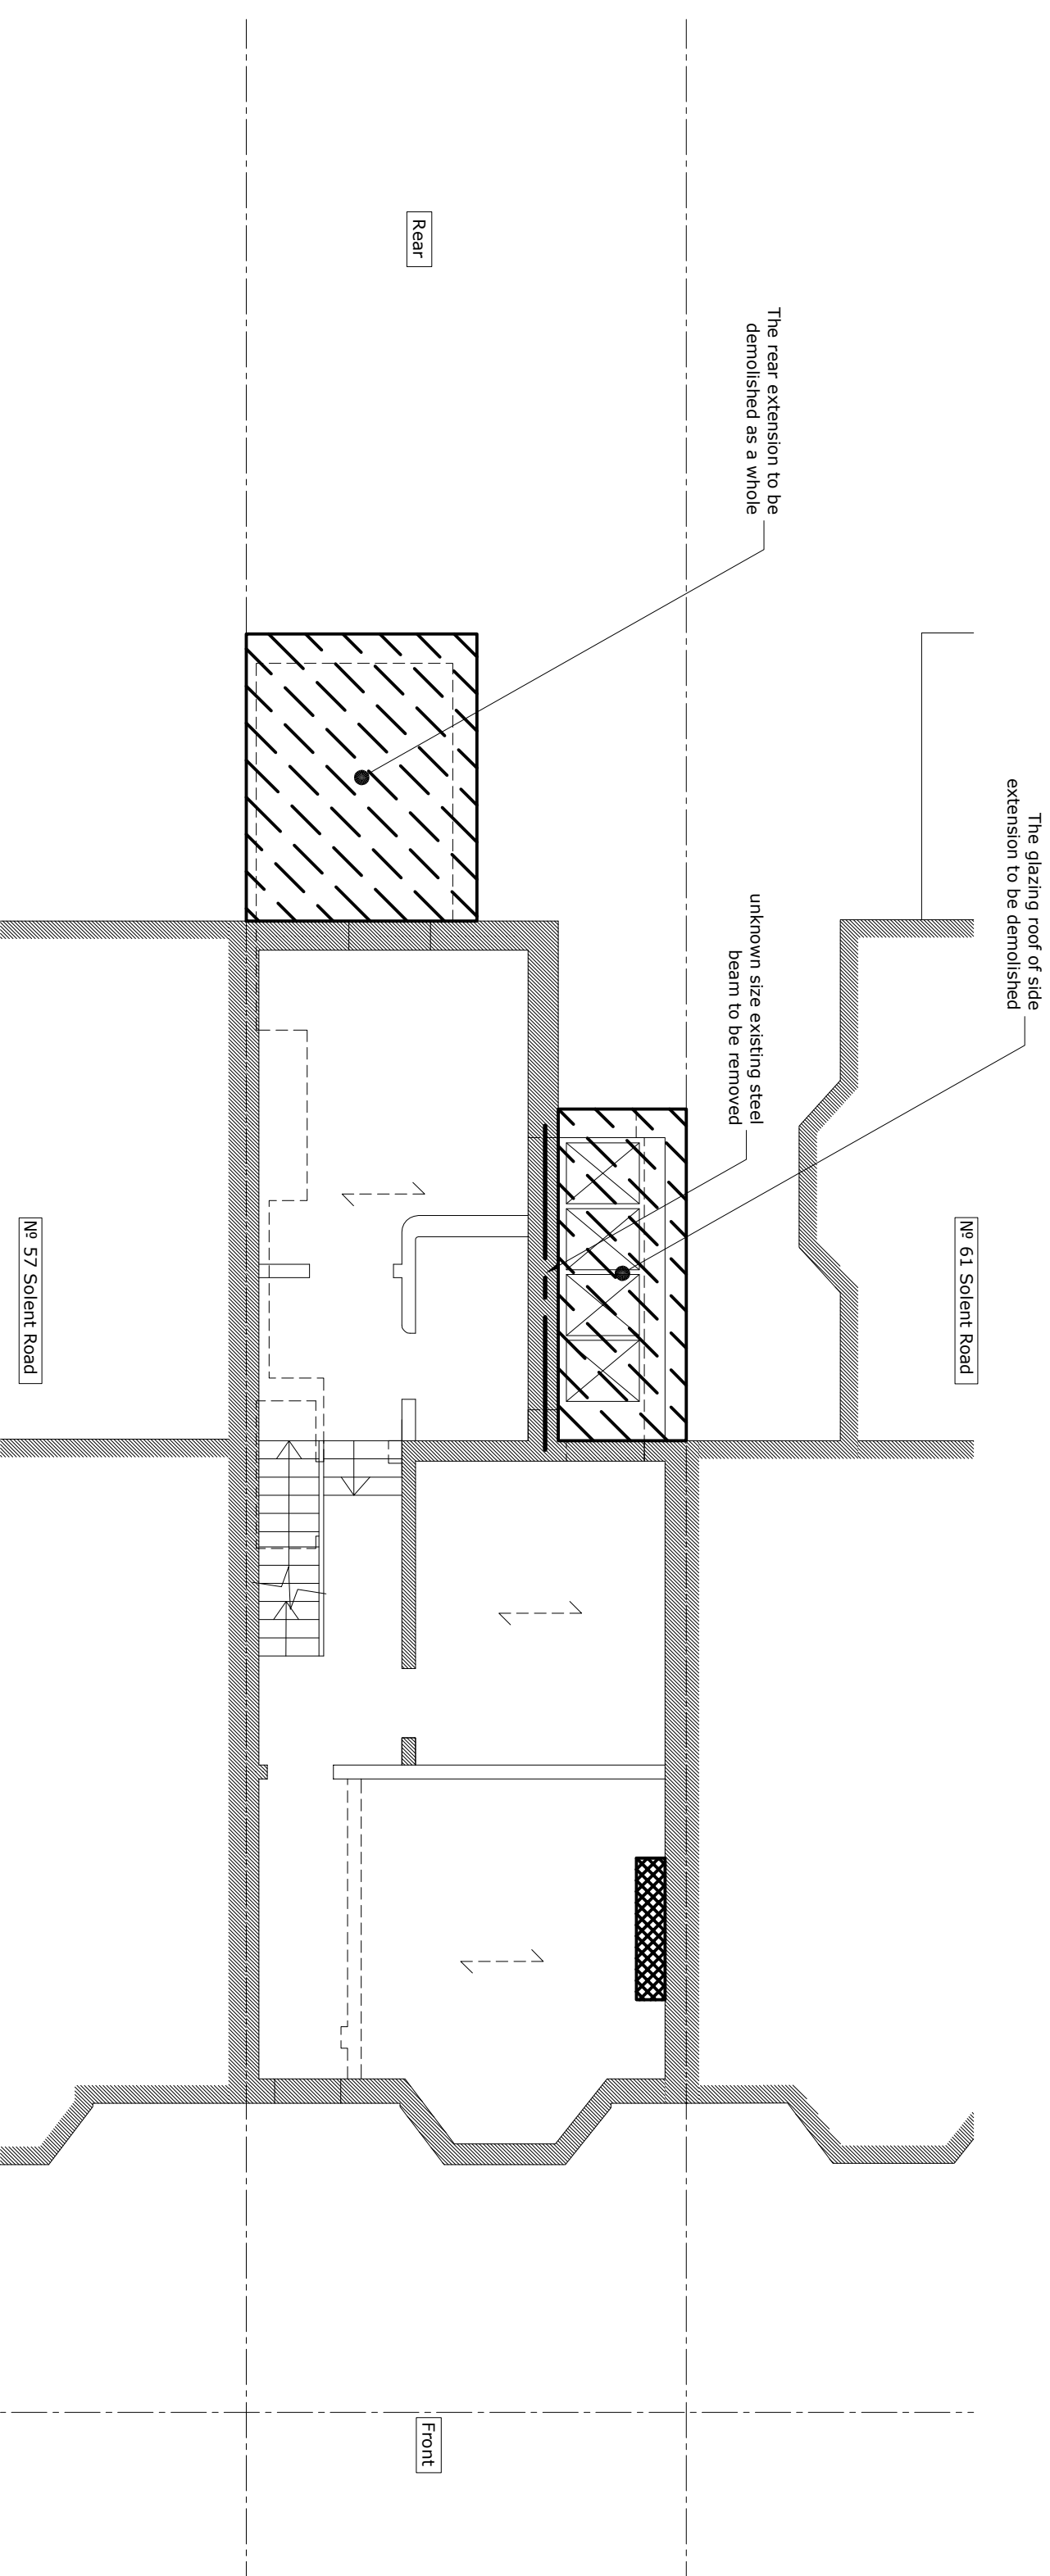 Rear
The rear extension to be
demolished as a whole
The glazing roof of side
extension to be demolished
unknown size existing steel
beam to be removed
№ 61 Solent Road
№ 57 Solent Road
Front